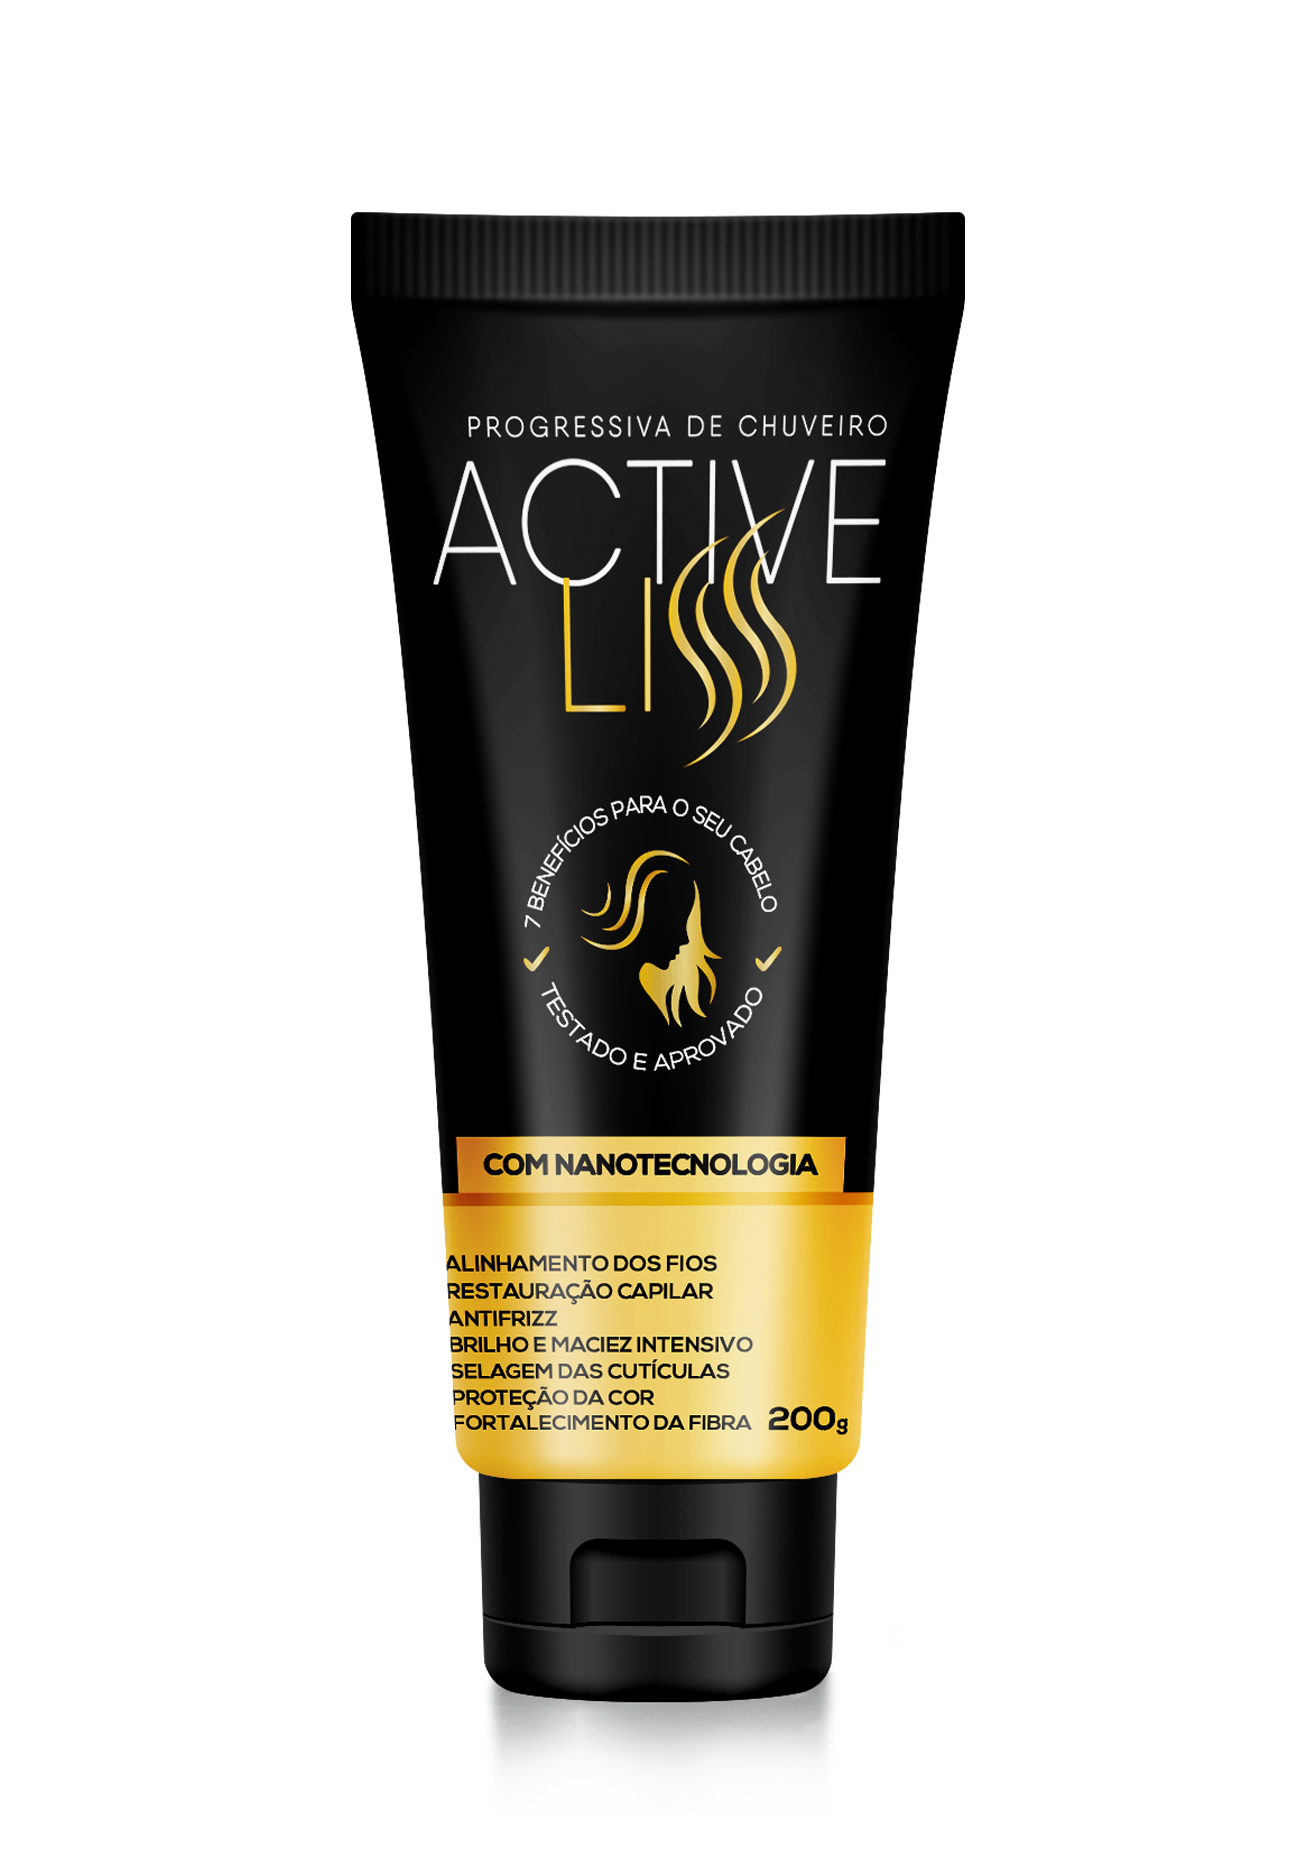 PROGRESSIVA DE CHUVEIRO
ACTIVE
LISS
7 BENEFÍCIOS PARA O SEU CABELO
TESTADO E APROVADO
COM NANOTECNOLOGIA
ALINHAMENTO DOS FIOS
RESTAURAÇÃO CAPILAR
ANTIFRIZZ
BRILHO E MACIEZ INTENSIVO
SELAGEM DAS CUTÍCULAS
PROTEÇÃO DA COR
FORTALECIMENTO DA FIBRA 200g